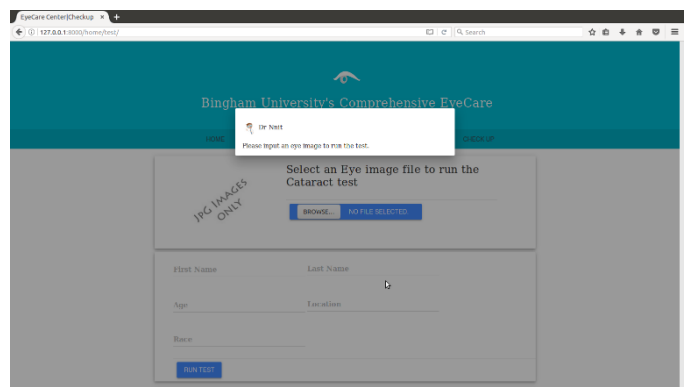 EyeCare Center|Checkup × +
127.0.0.1:8000/home/test/ Search
Bingham University's Comprehensive EyeCare
HOME CHECK UP
Dr Nnit
Please input an eye image to run the test.
JPG IMAGES
ONLY
Select an Eye image file to run the
Cataract test
BROWSE... NO FILE SELECTED.
First Name Last Name
Age Location
Race
RUN TEST